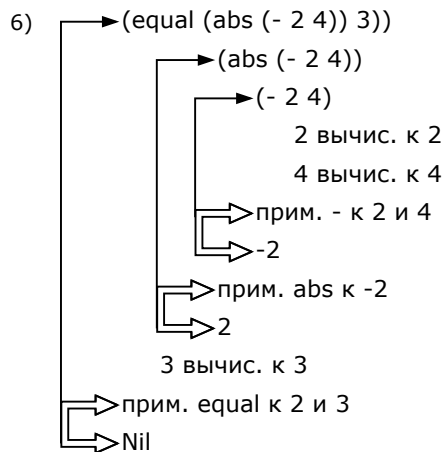 6) (equal (abs (- 2 4)) 3))
(abs (- 2 4))
(- 2 4)
2 вычис. к 2
4 вычис. к 4
прим. - к 2 и 4
-2
прим. abs к -2
2
3 вычис. к 3
прим. equal к 2 и 3
Nil